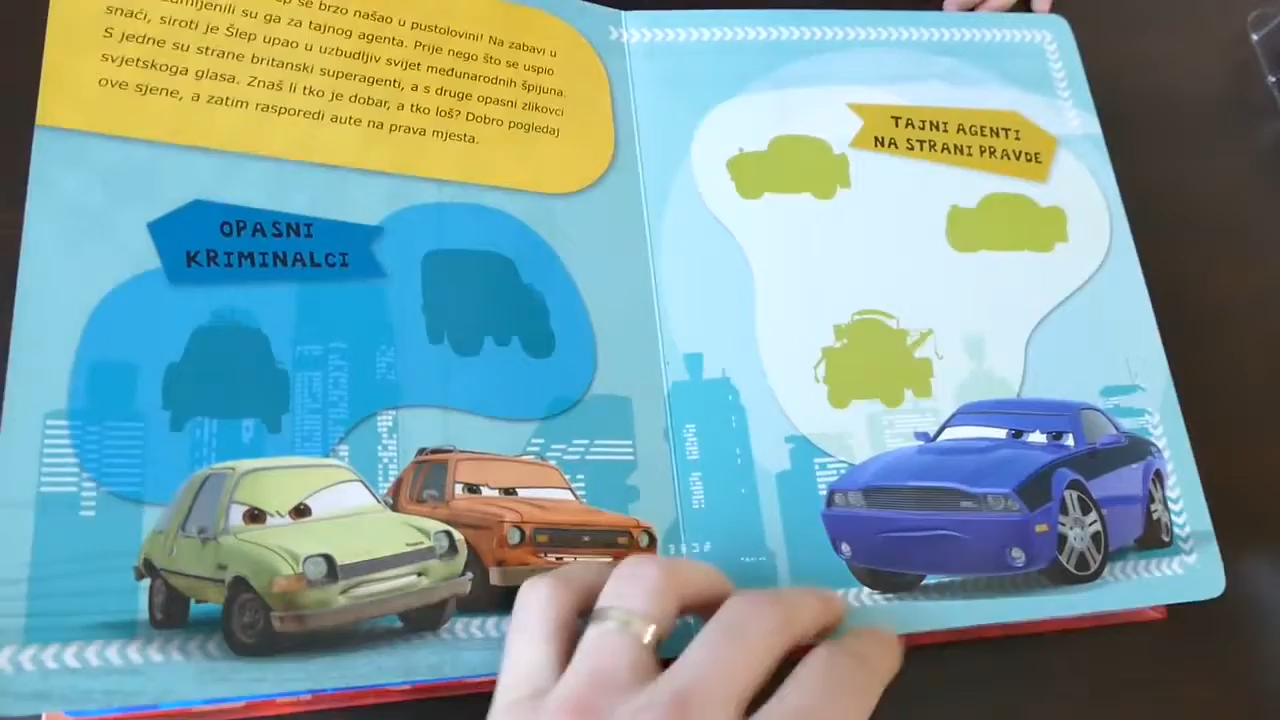 se brzo našao u pustolovini! Na zabavi u
su ga za tajnog agenta. Prije nego što se uspio
snaći, siroti je Šlep upao u uzbudljiv svijet međunarodnih špijuna.
S jedne su strane britanski superagenti, a s druge opasni zlikovci
svjetskoga glasa. Znaš li tko je dobar, a tko loš? Dobro pogledaj
ove sjene, a zatim rasporedi aute na prava mjesta.
OPASNI
KRIMINALCI
TAJNI AGENTI
NA STRANI PRAVDE